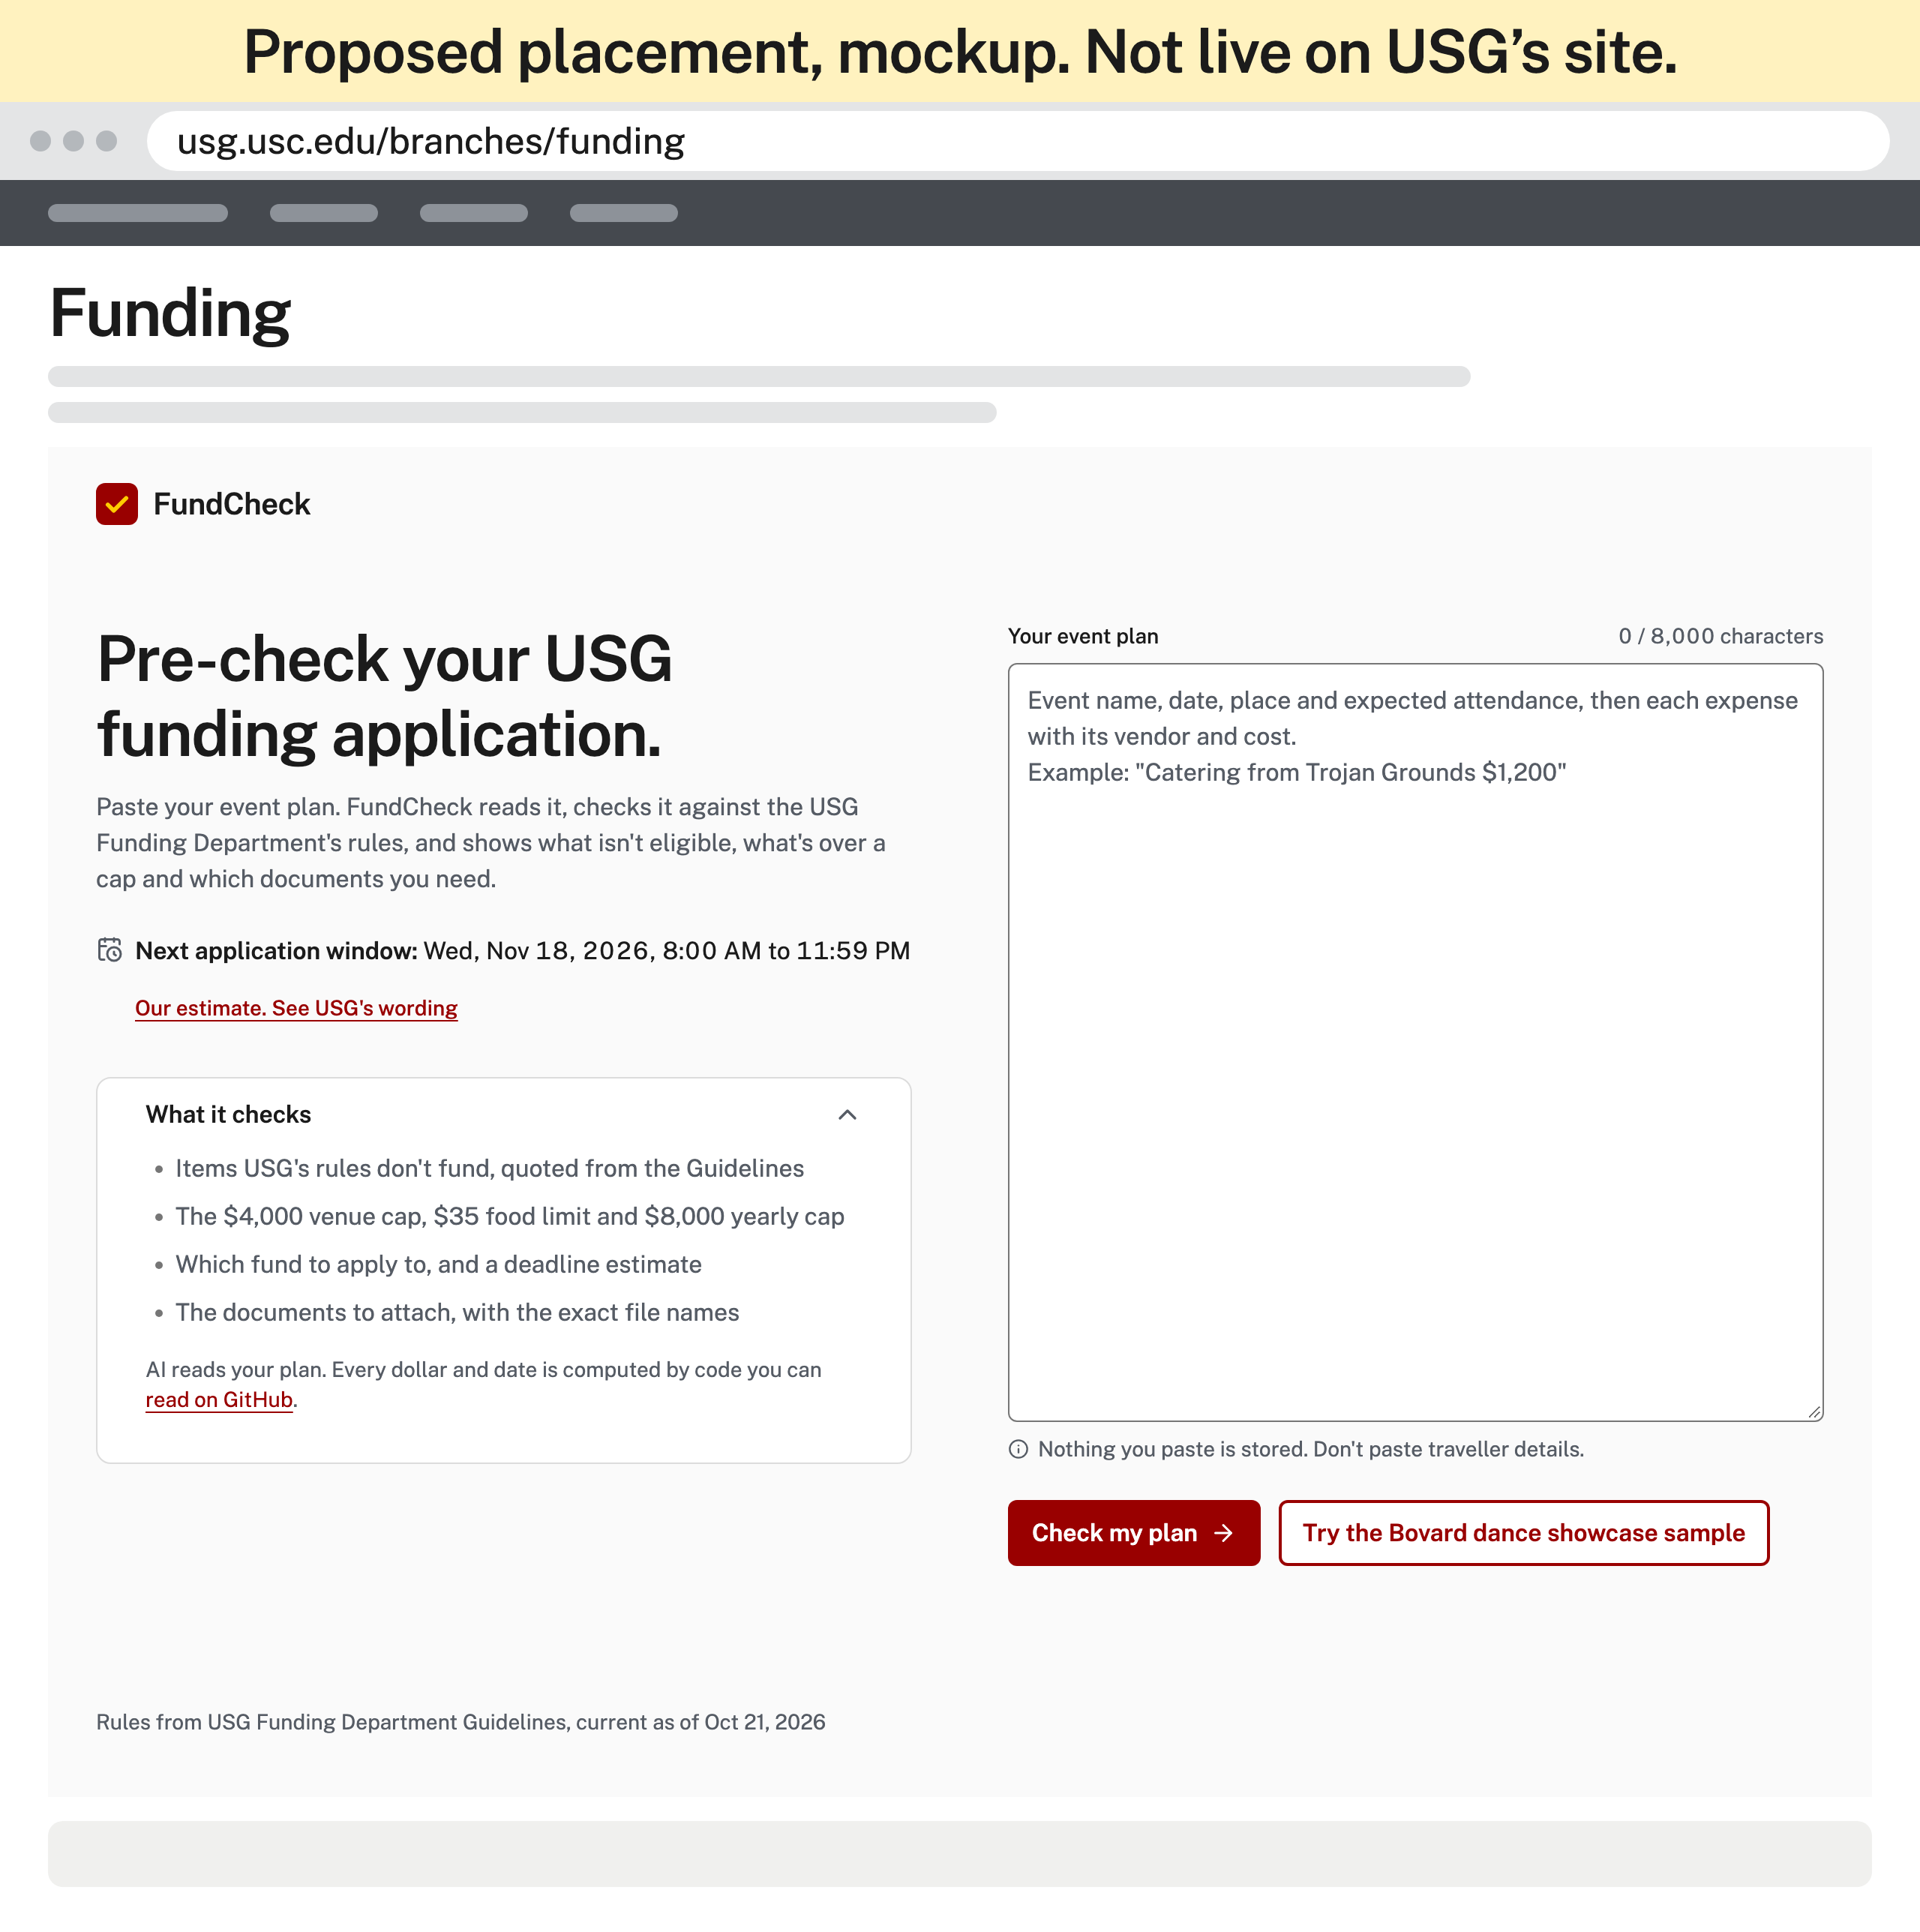 Proposed placement, mockup. Not live on USG’s site.
usg.usc.edu/branches/funding
Funding
FundCheck
Pre-check your USG
funding application.
Paste your event plan. FundCheck reads it, checks it against the USG
Funding Department's rules, and shows what isn't eligible, what's over a
cap and which documents you need.
Next application window: Wed, Nov 18, 2026, 8:00 AM to 11:59 PM
Our estimate. See USG's wording
What it checks
• Items USG's rules don't fund, quoted from the Guidelines
• The $4,000 venue cap, $35 food limit and $8,000 yearly cap
• Which fund to apply to, and a deadline estimate
• The documents to attach, with the exact file names
AI reads your plan. Every dollar and date is computed by code you can
read on GitHub.
Your event plan
0 / 8,000 characters
Event name, date, place and expected attendance, then each expense
with its vendor and cost.
Example: "Catering from Trojan Grounds $1,200"
Nothing you paste is stored. Don't paste traveller details.
Check my plan →
Try the Bovard dance showcase sample
Rules from USG Funding Department Guidelines, current as of Oct 21, 2026